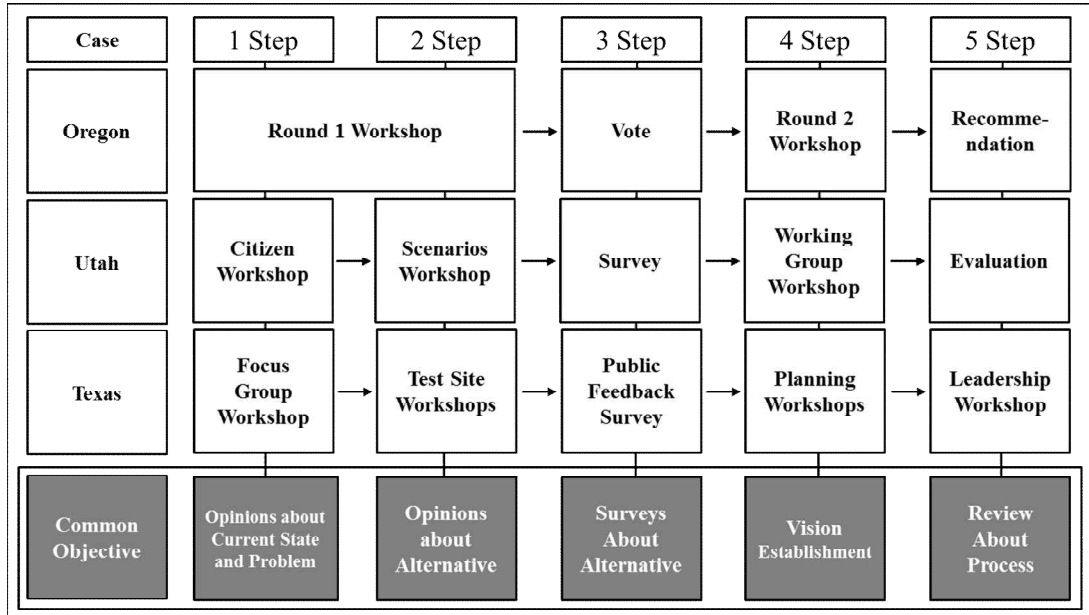 Case
1 Step
2 Step
3 Step
4 Step
5 Step
Oregon
Round 1 Workshop
Vote
Round 2
Workshop
Recomme-
ndation
Utah
Citizen
Workshop
Scenarios
Workshop
Survey
Working
Group
Workshop
Evaluation
Texas
Focus
Group
Workshop
Test Site
Workshops
Public
Feedback
Survey
Planning
Workshops
Leadership
Workshop
Common
Objective
Opinions about
Current State
and Problem
Opinions
about
Alternative
Surveys
About
Alternative
Vision
Establishment
Review
About
Process